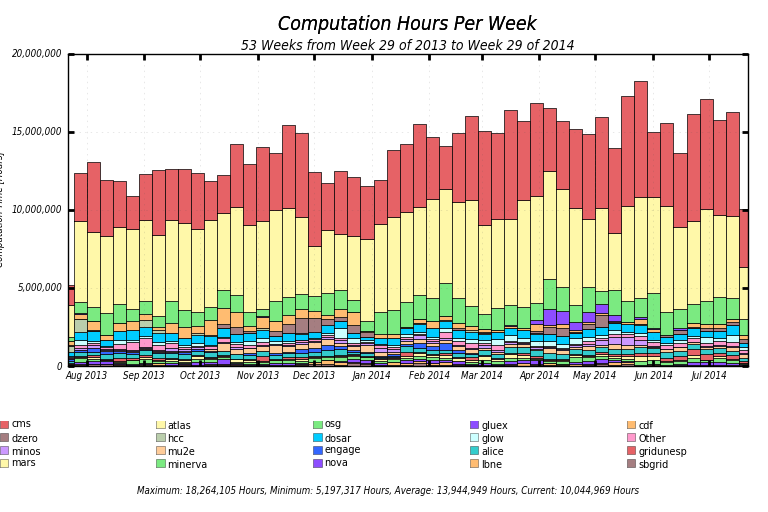 Computation Hours Per Week
53 Weeks from Week 29 of 2013 to Week 29 of 2014
20,000,000
15,000,000
10,000,000
5,000,000
0
Aug 2013 Sep 2013 Oct 2013 Nov 2013 Dec 2013 Jan 2014 Feb 2014 Mar 2014 Apr 2014 May 2014 Jun 2014 Jul 2014
cms atlas osg gluex cdf
dzero hcc dosar glow Other
minos mu2e engage alice gridunesp
mars minerva nova lbne sbgrid
Maximum: 18,264,105 Hours, Minimum: 5,197,317 Hours, Average: 13,944,949 Hours, Current: 10,044,969 Hours